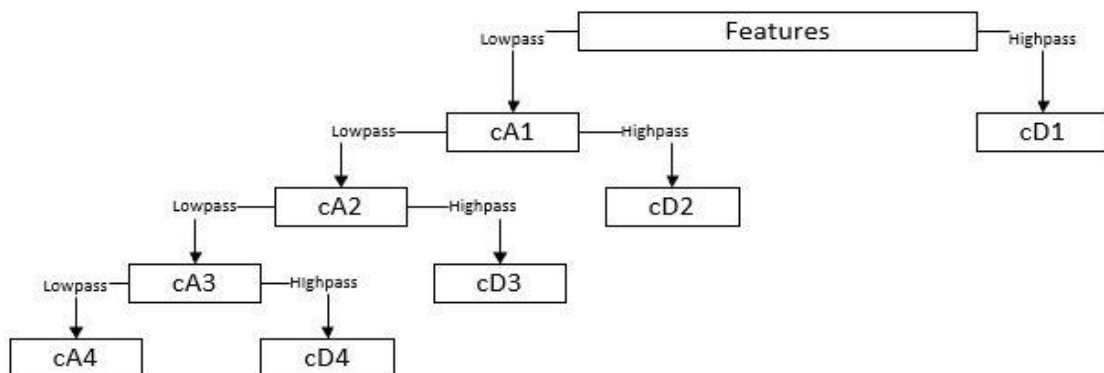 Features
Lowpass
Highpass
cA1
cD1
Lowpass
Highpass
cA2
cD2
Lowpass
Highpass
cA3
cD3
Lowpass
Highpass
cA4
cD4